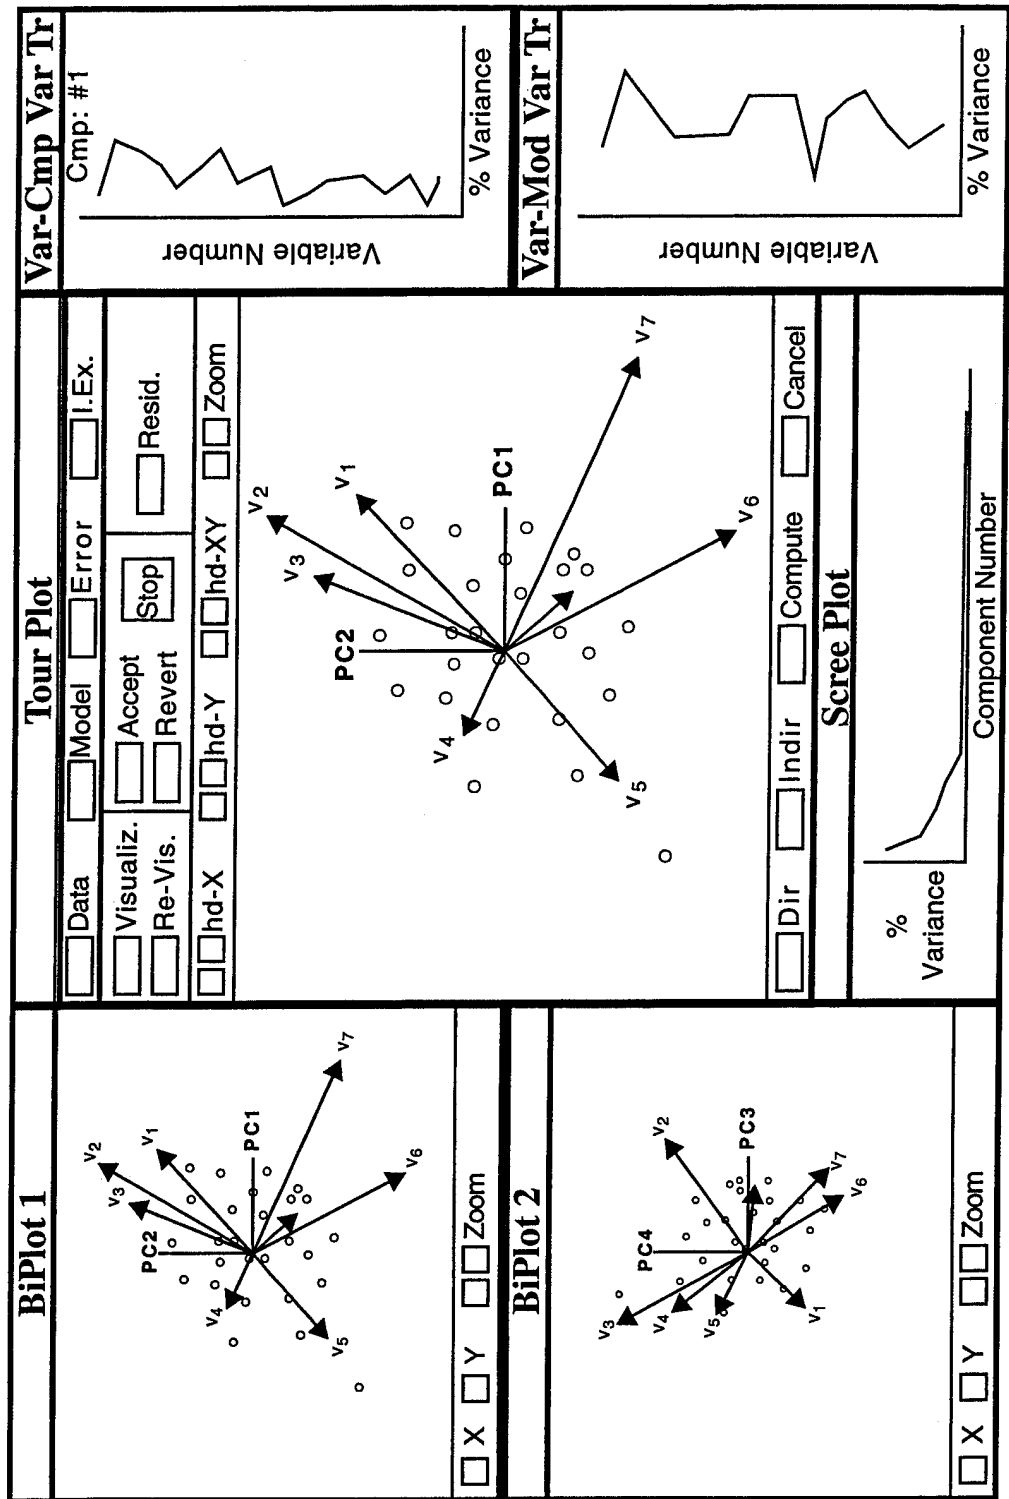 BiPlot 1
PC2
PC1
v1
v2
v3
v4
v5
v6
v7
X Y Zoom
BiPlot 2
PC4
PC3
v1
v2
v3
v4
v5
v6
v7
X Y Zoom
Tour Plot
Data Model Error I.Ex.
Visualiz. Accept Stop Resid.
Re-Vis. Revert
hd-X hd-Y hd-XY Zoom
PC2
PC1
v1
v2
v3
v4
v5
v6
v7
Dir Indir Compute Cancel
Scree Plot
%
Variance
Component Number
Var-Cmp Var Tr
Cmp: #1
Variable Number
% Variance
Var-Mod Var Tr
Variable Number
% Variance